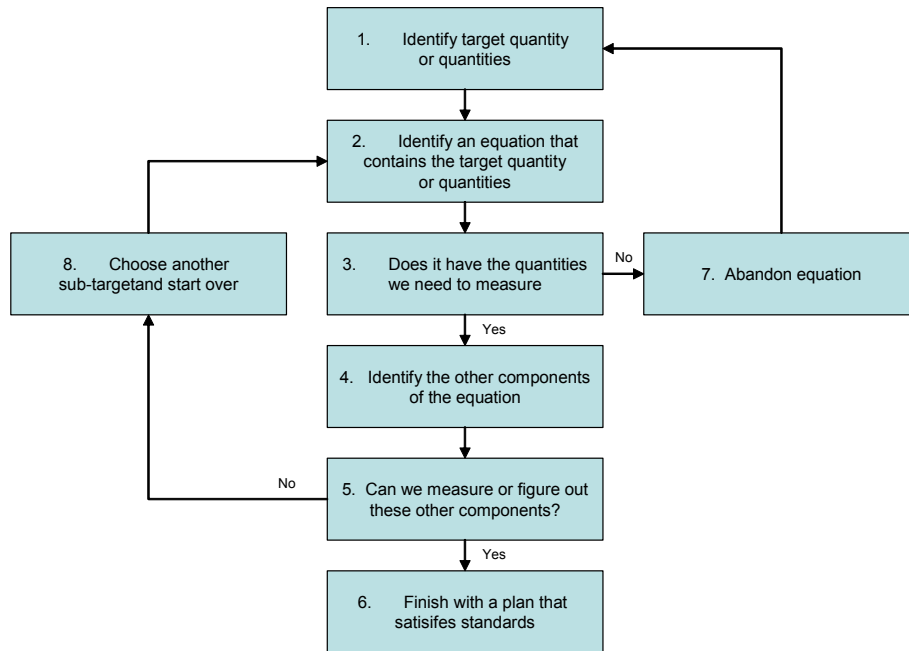 1. Identify target quantity
or quantities
2. Identify an equation that
contains the target quantity
or quantities
8. Choose another
sub-targetand start over
3. Does it have the quantities
we need to measure
No
7. Abandon equation
Yes
4. Identify the other components
of the equation
No
5. Can we measure or figure out
these other components?
Yes
6. Finish with a plan that
satisifes standards